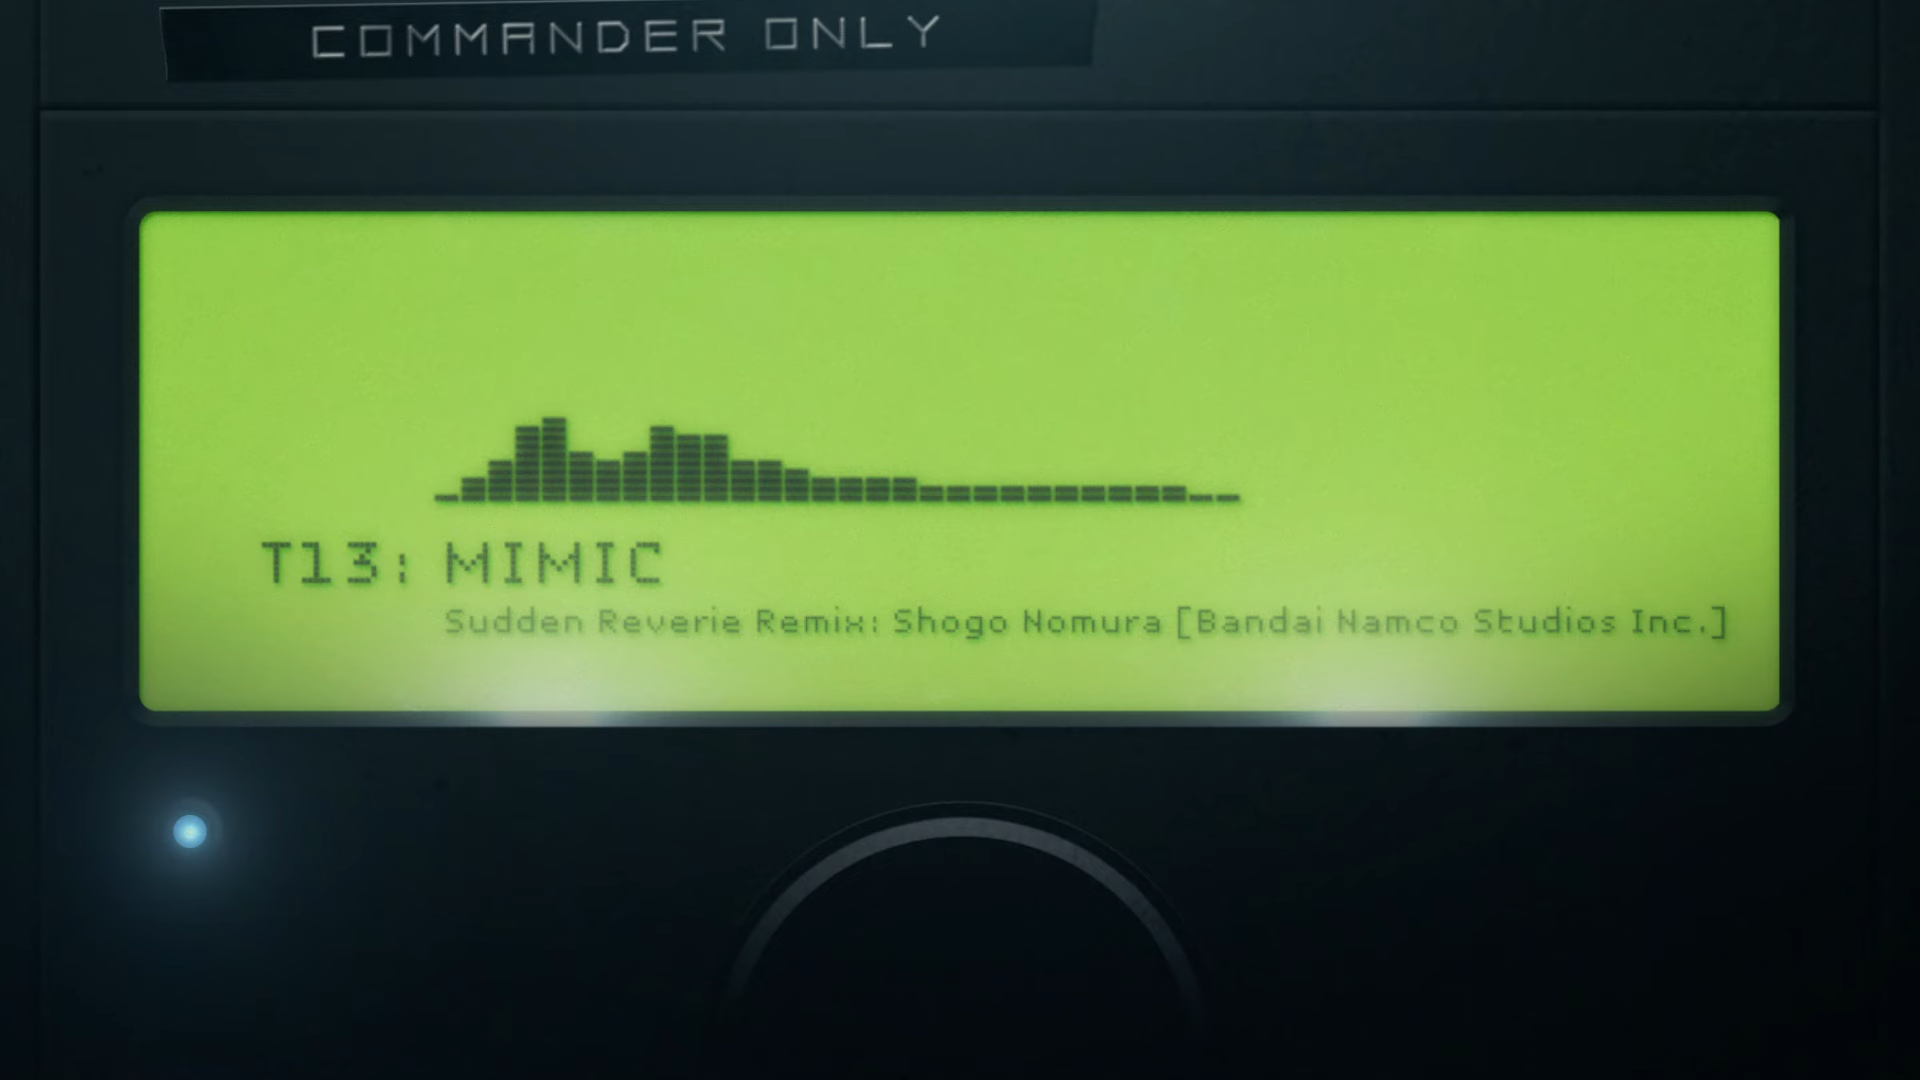 COMMANDER ONLY
T13: MIMIC
Sudden Reverie Remix: Shogo Nomura [Bandai Namco Studios Inc.]